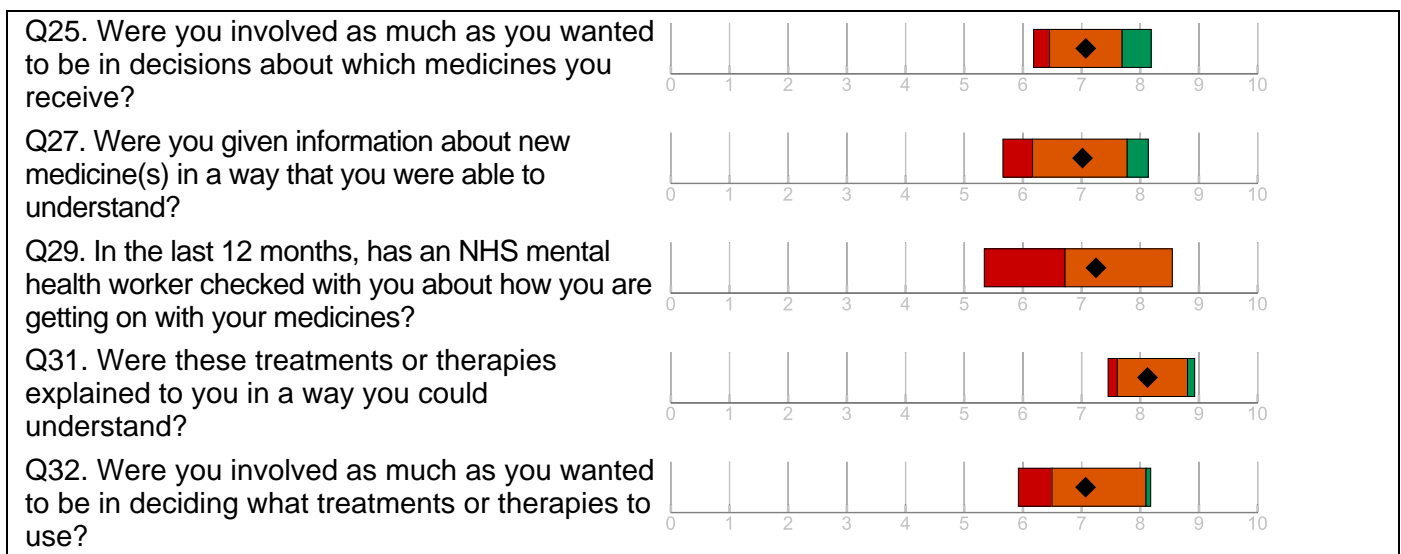 Q25. Were you involved as much as you wanted
to be in decisions about which medicines you
receive?
0 1 2 3 4 5 6 7 8 9 10
Q27. Were you given information about new
medicine(s) in a way that you were able to
understand?
0 1 2 3 4 5 6 7 8 9 10
Q29. In the last 12 months, has an NHS mental
health worker checked with you about how you are
getting on with your medicines?
0 1 2 3 4 5 6 7 8 9 10
Q31. Were these treatments or therapies
explained to you in a way you could
understand?
0 1 2 3 4 5 6 7 8 9 10
Q32. Were you involved as much as you wanted
to be in deciding what treatments or therapies to
use?
0 1 2 3 4 5 6 7 8 9 10